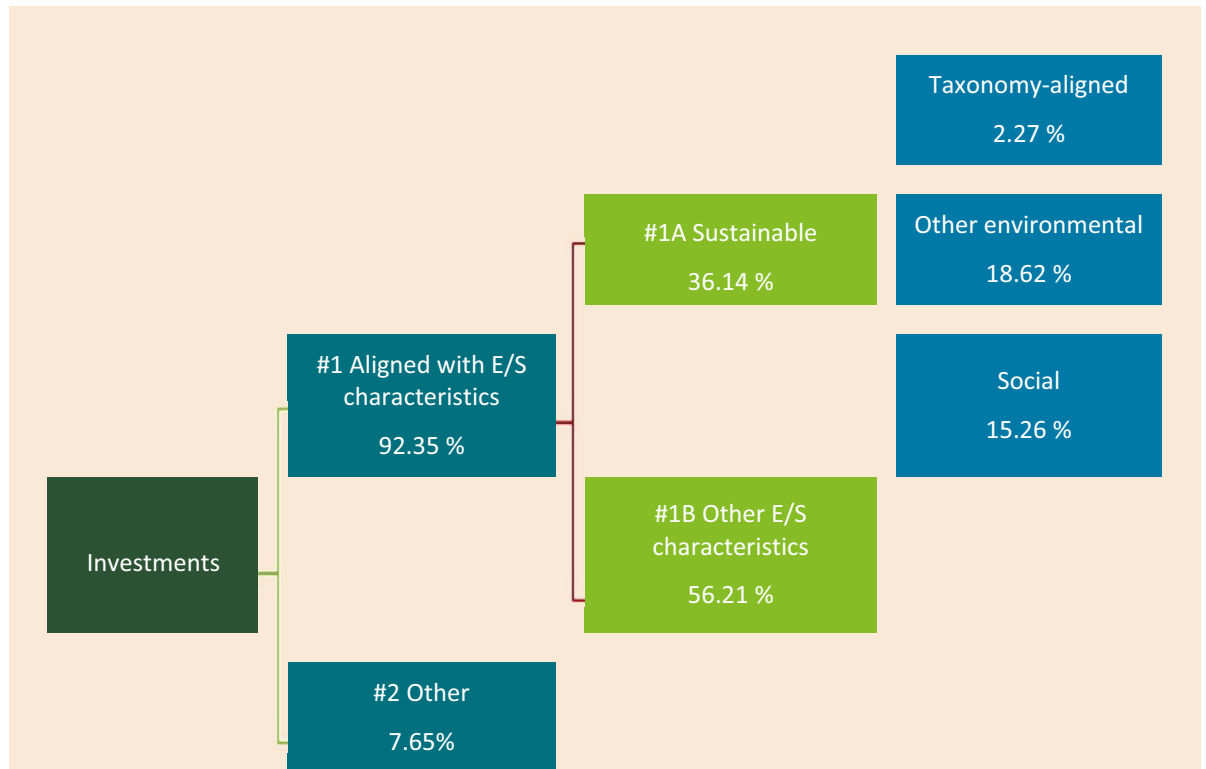 Taxonomy-aligned
2.27 %
#1A Sustainable
36.14 %
Other environmental
18.62 %
#1 Aligned with E/S
characteristics
92.35 %
Social
15.26 %
Investments
#1B Other E/S
characteristics
56.21 %
#2 Other
7.65%